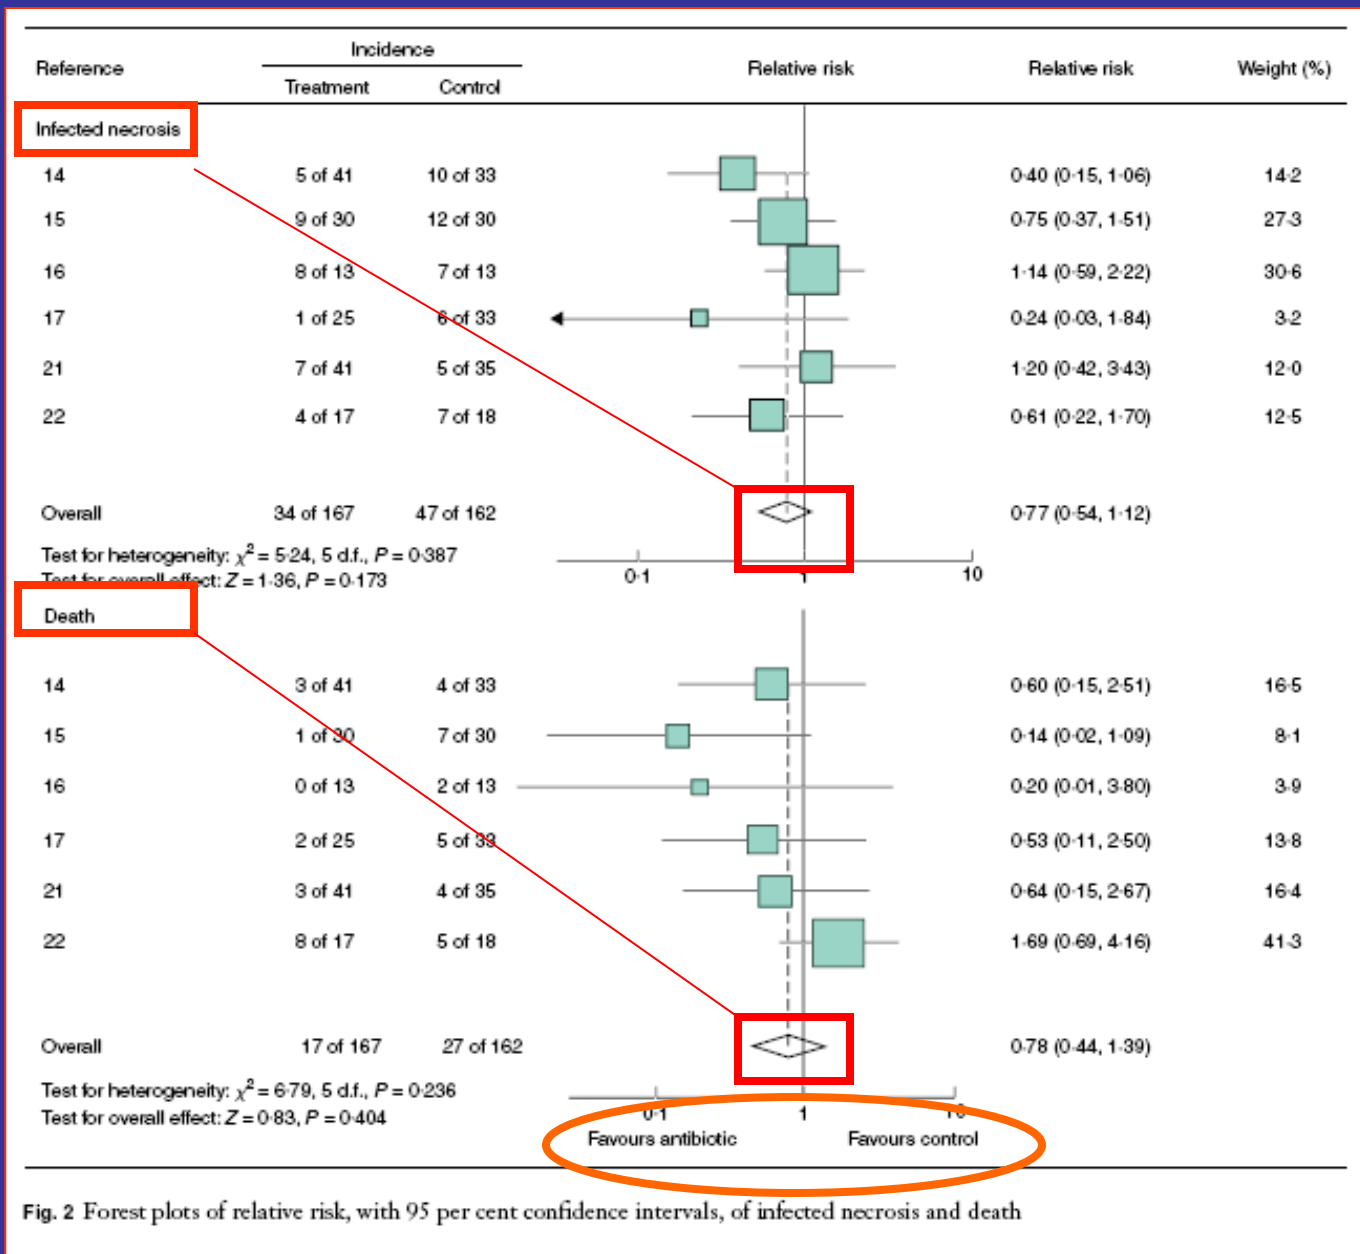 Reference Incidence Relative risk Relative risk Weight (%)
Treatment Control
Infected necrosis
14 5 of 41 10 of 33 0·40 (0·15, 1·06) 14·2
15 9 of 30 12 of 30 0·75 (0·37, 1·51) 27·3
16 8 of 13 7 of 13 1·14 (0·59, 2·22) 30·6
17 1 of 25 6 of 33 0·24 (0·03, 1·84) 3·2
21 7 of 41 5 of 35 1·20 (0·42, 3·43) 12·0
22 4 of 17 7 of 18 0·61 (0·22, 1·70) 12·5
Overall 34 of 167 47 of 162 0·77 (0·54, 1·12)
Test for heterogeneity: χ² = 5·24, 5 d.f., P = 0·387
Test for overall effect: Z = 1·36, P = 0·173
0·1 1 10
Death
14 3 of 41 4 of 33 0·60 (0·15, 2·51) 16·5
15 1 of 30 7 of 30 0·14 (0·02, 1·09) 8·1
16 0 of 13 2 of 13 0·20 (0·01, 3·80) 3·9
17 2 of 25 5 of 33 0·53 (0·11, 2·50) 13·8
21 3 of 41 4 of 35 0·64 (0·15, 2·67) 16·4
22 8 of 17 5 of 18 1·69 (0·69, 4·16) 41·3
Overall 17 of 167 27 of 162 0·78 (0·44, 1·39)
Test for heterogeneity: χ² = 6·79, 5 d.f., P = 0·236
Test for overall effect: Z = 0·83, P = 0·404
0·1 1 10
Favours antibiotic Favours control
Fig. 2 Forest plots of relative risk, with 95 per cent confidence intervals, of infected necrosis and death